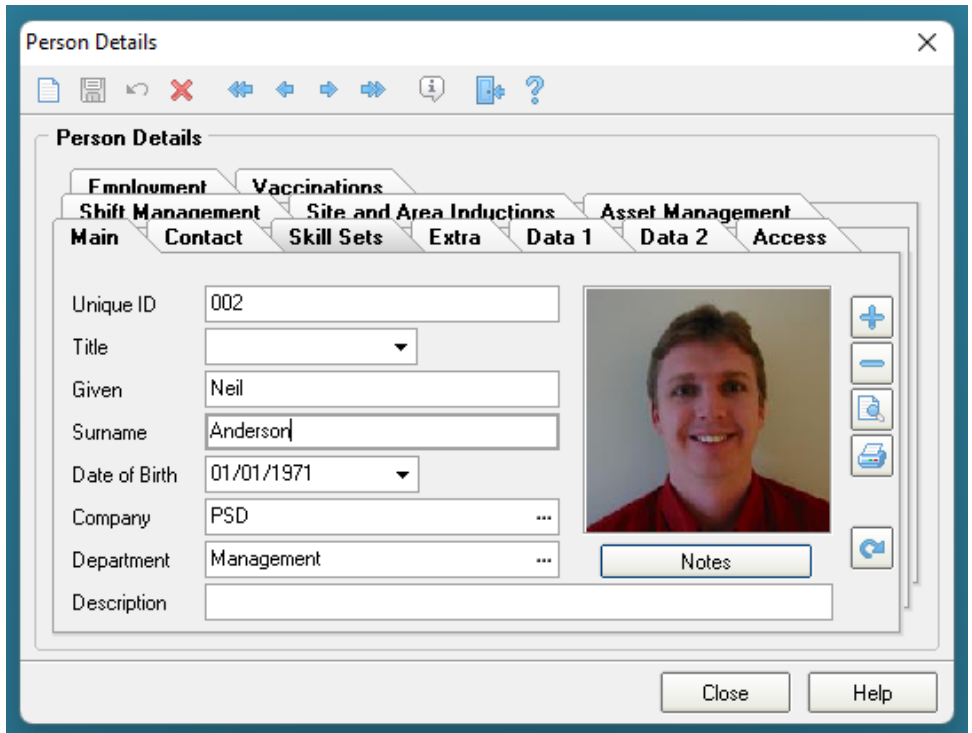 Person Details
Person Details
Employment Vaccinations
Shift Management Site and Area Inductions Asset Management
Main Contact Skill Sets Extra Data 1 Data 2 Access
Unique ID 002
Title
Given Neil
Surname Anderson
Date of Birth 01/01/1971
Company PSD ...
Department Management ...
Notes
Description
Close Help